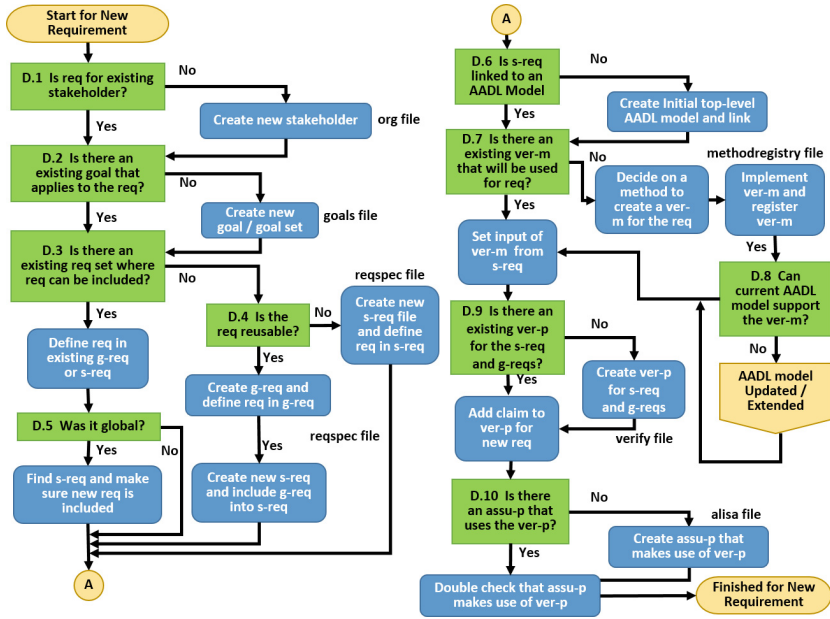 Start for New
Requirement
D.1 Is req for existing
stakeholder?
No
Create new stakeholder
org file
Yes
D.2 Is there an
existing goal that
applies to the req?
No
Create new
goal / goal set
goals file
Yes
D.3 Is there an
existing req set where
req can be included?
No
reqspec file
Yes
D.4 Is the
req reusable?
No
Create new
s-req file
and define
req in s-req
Define req in
existing g-req
or s-req
Yes
Create g-req and
define req in g-req
D.5 Was it global?
Yes
No
Yes
reqspec file
Find s-req and make
sure new req is
included
Create new s-req
and include g-req
into s-req
A
A
D.6 Is s-req
linked to an
AADL Model
No
Create Initial top-level
AADL model and link
Yes
D.7 Is there an
existing ver-m
that will be used
for req?
No
methodregistry file
Decide on a
method to
create a ver-
m for the req
Implement
ver-m and
register
ver-m
Yes
Yes
Set input of
ver-m from
s-req
D.8 Can
current AADL
model support
the ver-m?
D.9 Is there an
existing ver-p
for the s-req
and g-reqs?
No
No
AADL model
Updated /
Extended
Yes
Create ver-p
for s-req
and g-reqs
Add claim to
ver-p for
new req
verify file
D.10 Is there
an assu-p that
uses the ver-p?
No
alisa file
Create assu-p that
makes use of ver-p
Yes
Double check that assu-p
makes use of ver-p
Finished for New
Requirement